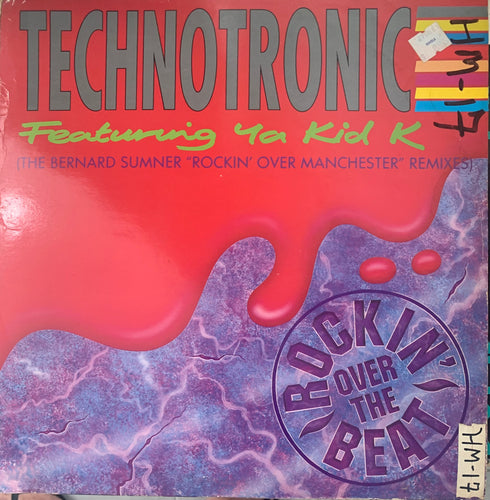 TECHNOTRONIC
HM-17
Featuring Ya Kid K
(THE BERNARD SUMNER "ROCKIN' OVER MANCHESTER" REMIXES)
ROCKIN'
OVER
THE
BEAT
HM-17